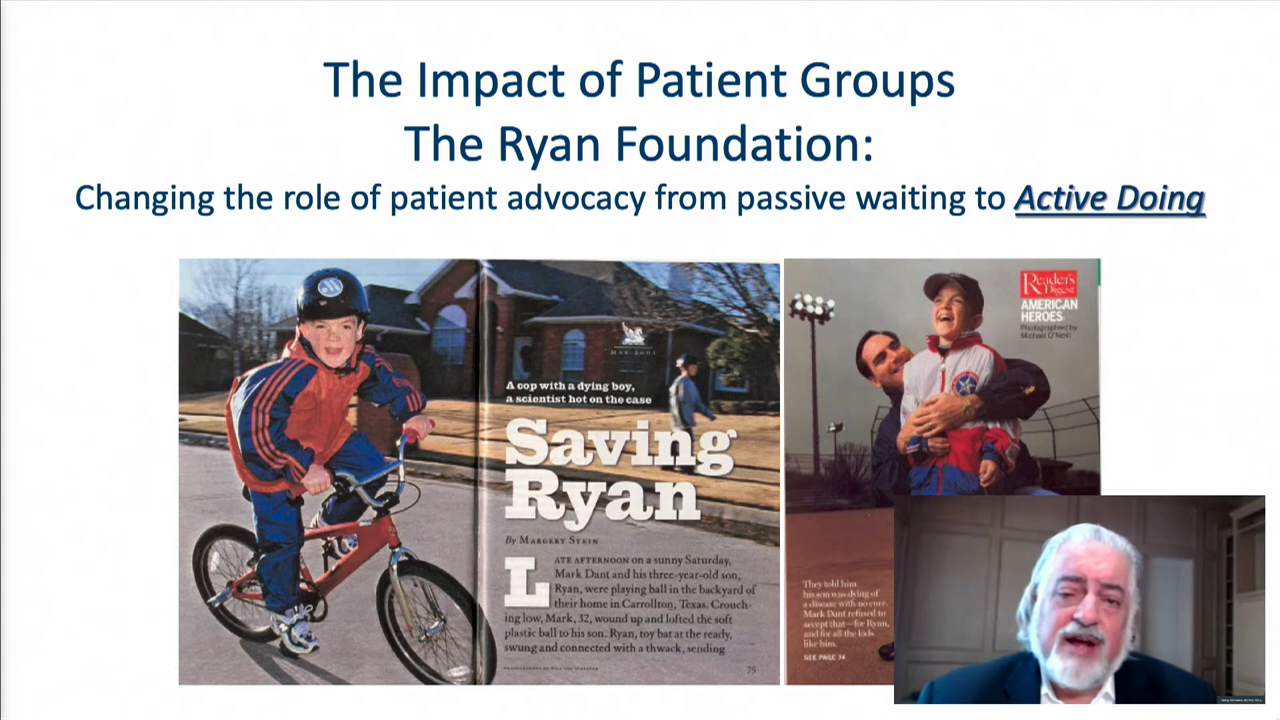 The Impact of Patient Groups
The Ryan Foundation:
Changing the role of patient advocacy from passive waiting to Active Doing
MAY 2001
A cop with a dying boy,
a scientist hot on the case
Saving
Ryan
By MARGERY STEIN
LATE AFTERNOON on a sunny Saturday,
Mark Dant and his three-year-old son,
Ryan, were playing ball in the backyard of
their home in Carrollton, Texas. Crouch-
ing low, Mark, 32, wound up and lofted the soft
plastic ball to his son. Ryan, toy bat at the ready,
swung and connected with a thwack, sending
75
Reader's
Digest
AMERICAN
HEROES
Photographed by
Michael O'Neill
They told him
his son was dying of
a disease with no cure.
Mark Dant refused to
accept that—for Ryan,
and for all the kids
like him.
SEE PAGE 74